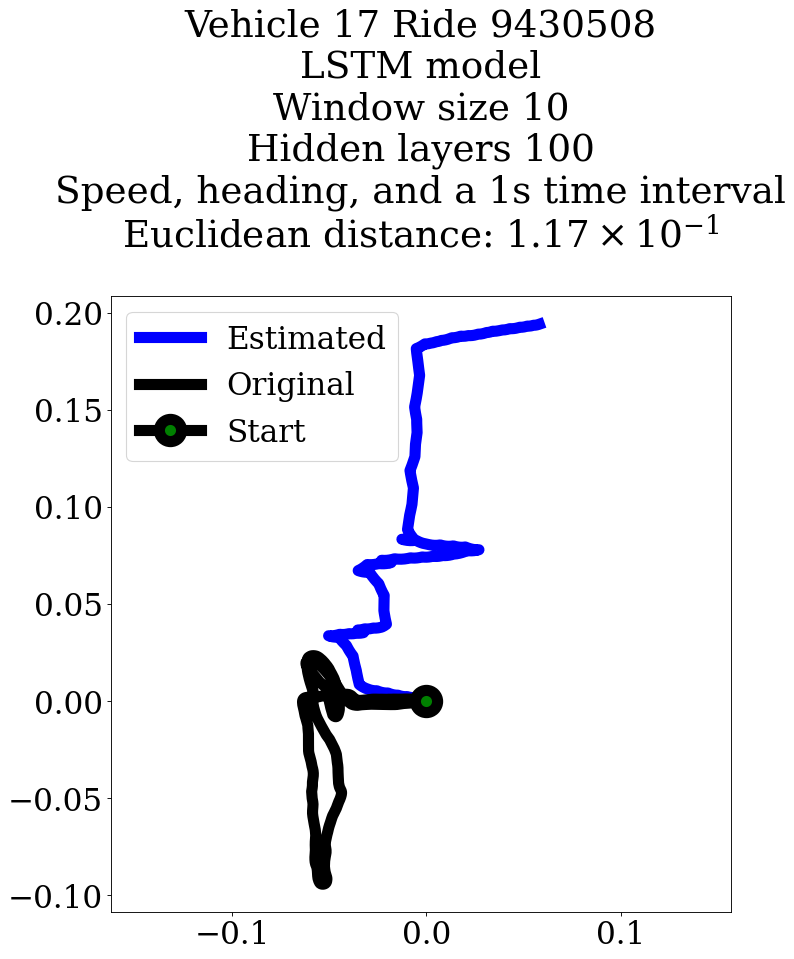 Vehicle 17 Ride 9430508
LSTM model
Window size 10
Hidden layers 100
Speed, heading, and a 1s time interval
Euclidean distance: 1.17 × 10⁻¹
Estimated
Original
Start
0.20
0.15
0.10
0.05
0.00
−0.05
−0.10
−0.1 0.0 0.1